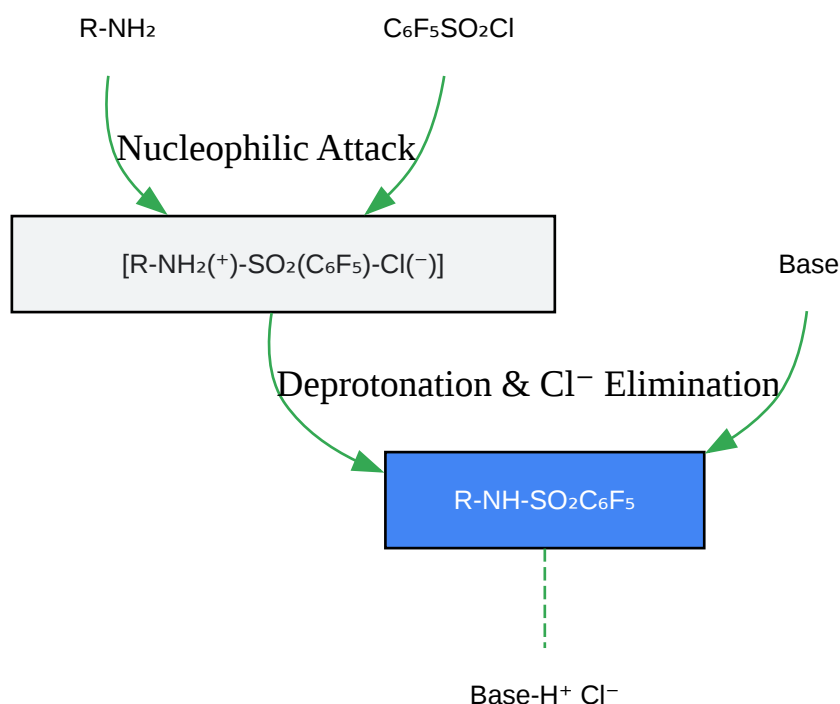 R-NH₂
C₆F₅SO₂Cl
Nucleophilic Attack
[R-NH₂(⁺)-SO₂(C₆F₅)-Cl(⁻)]
Base
Deprotonation & Cl⁻ Elimination
R-NH-SO₂C₆F₅
Base-H⁺ Cl⁻